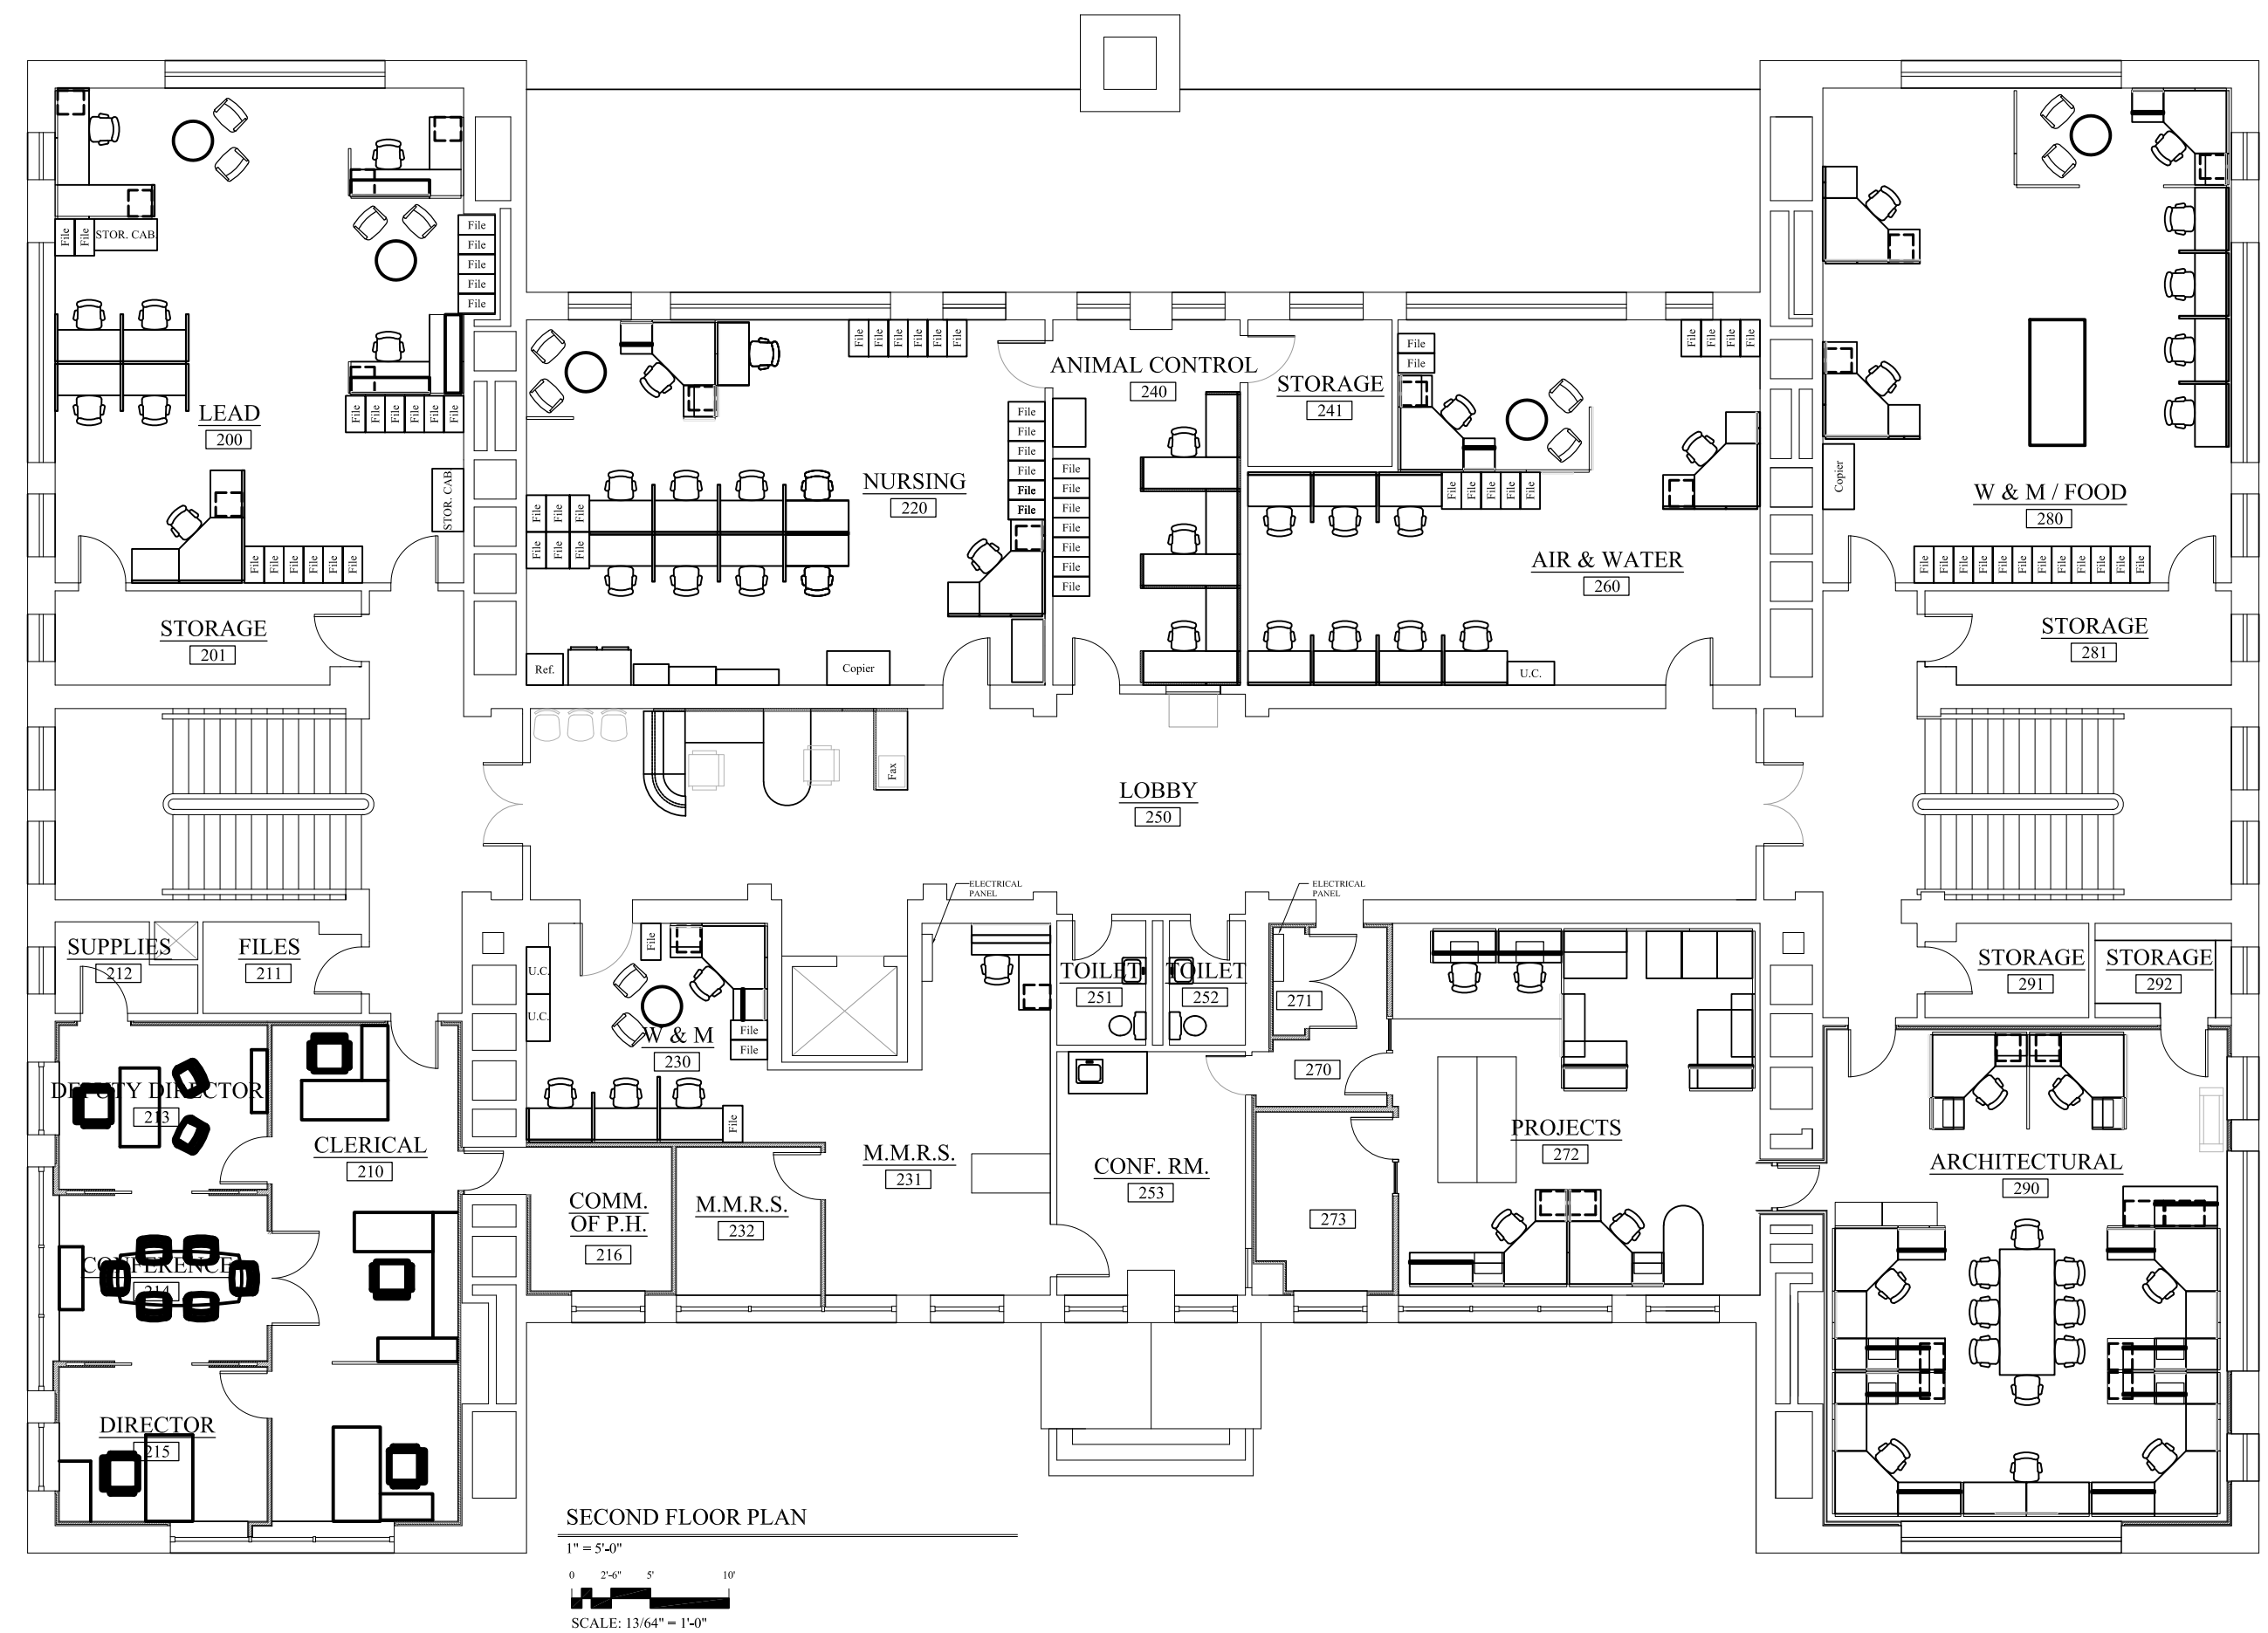 File
File
STOR. CAB.
File
File
File
File
File
File
File
File
File
File
File
LEAD
200
STOR. CAB
File
File
File
File
File
File
STORAGE
201
File
File
File
File
File
File
NURSING
220
File
File
File
File
File
File
File
File
File
File
File
File
Ref.
Copier
ANIMAL CONTROL
240
File
File
File
File
File
File
File
STORAGE
241
File
File
File
File
File
File
File
File
File
File
File
AIR & WATER
260
U.C.
Copier
W & M / FOOD
280
File
File
File
File
File
File
File
File
File
File
File
File
STORAGE
281
Fax
LOBBY
250
SUPPLIES
212
FILES
211
DEPUTY DIRECTOR
213
CLERICAL
210
CONFERENCE
214
DIRECTOR
215
U.C.
U.C.
File
W & M
230
File
File
File
COMM.
OF P.H.
216
M.M.R.S.
232
ELECTRICAL
PANEL
M.M.R.S.
231
TOILET
251
TOILET
252
CONF. RM.
253
ELECTRICAL
PANEL
271
270
273
PROJECTS
272
STORAGE
291
STORAGE
292
ARCHITECTURAL
290
SECOND FLOOR PLAN
1" = 5'-0"
0 2'-6" 5' 10'
SCALE: 13/64" = 1'-0"